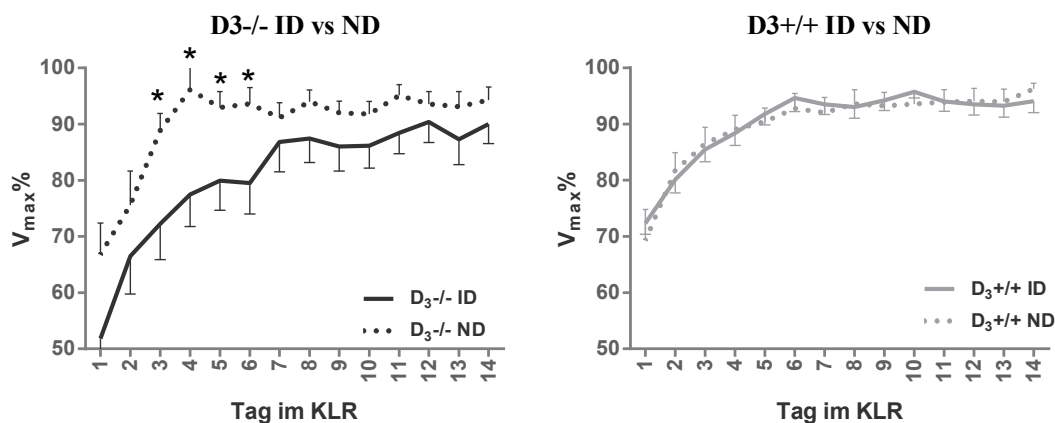 D3-/- ID vs ND
* * * *
100
90
80
70
60
50
Vmax%
D3-/- ID
D3-/- ND
1 2 3 4 5 6 7 8 9 10 11 12 13 14
Tag im KLR
D3+/+ ID vs ND
100
90
80
70
60
50
Vmax%
D3+/+ ID
D3+/+ ND
1 2 3 4 5 6 7 8 9 10 11 12 13 14
Tag im KLR